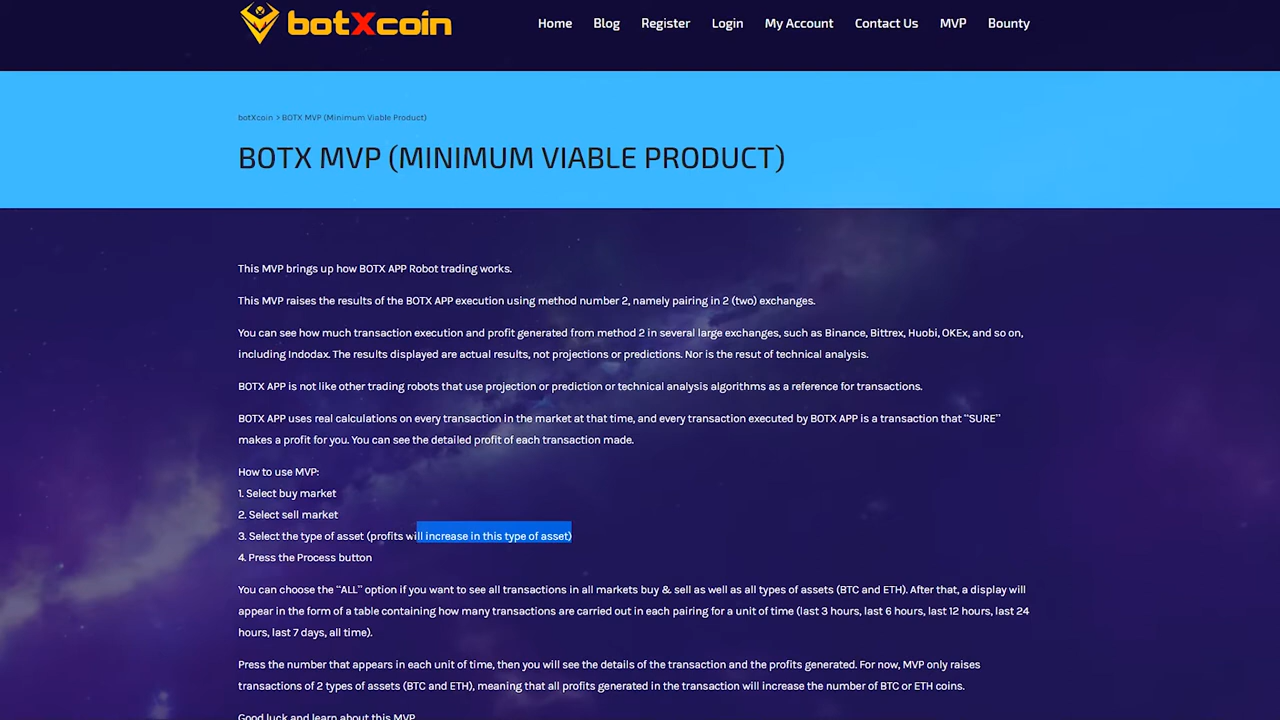 botXcoin
Home Blog Register Login My Account Contact Us MVP Bounty
botXcoin > BOTX MVP (Minimum Viable Product)
BOTX MVP (MINIMUM VIABLE PRODUCT)
This MVP brings up how BOTX APP Robot trading works.
This MVP raises the results of the BOTX APP execution using method number 2, namely pairing in 2 (two) exchanges.
You can see how much transaction execution and profit generated from method 2 in several large exchanges, such as Binance, Bittrex, Huobi, OKEx, and so on,
including Indodax. The results displayed are actual results, not projections or predictions. Nor is the resut of technical analysis.
BOTX APP is not like other trading robots that use projection or prediction or technical analysis algorithms as a reference for transactions.
BOTX APP uses real calculations on every transaction in the market at that time, and every transaction executed by BOTX APP is a transaction that "SURE"
makes a profit for you. You can see the detailed profit of each transaction made.
How to use MVP:
1. Select buy market
2. Select sell market
3. Select the type of asset (profits will increase in this type of asset)
4. Press the Process button
You can choose the "ALL" option if you want to see all transactions in all markets buy & sell as well as all types of assets (BTC and ETH). After that, a display will
appear in the form of a table containing how many transactions are carried out in each pairing for a unit of time (last 3 hours, last 6 hours, last 12 hours, last 24
hours, last 7 days, all time).
Press the number that appears in each unit of time, then you will see the details of the transaction and the profits generated. For now, MVP only raises
transactions of 2 types of assets (BTC and ETH), meaning that all profits generated in the transaction will increase the number of BTC or ETH coins.
Good luck and learn about this MVP